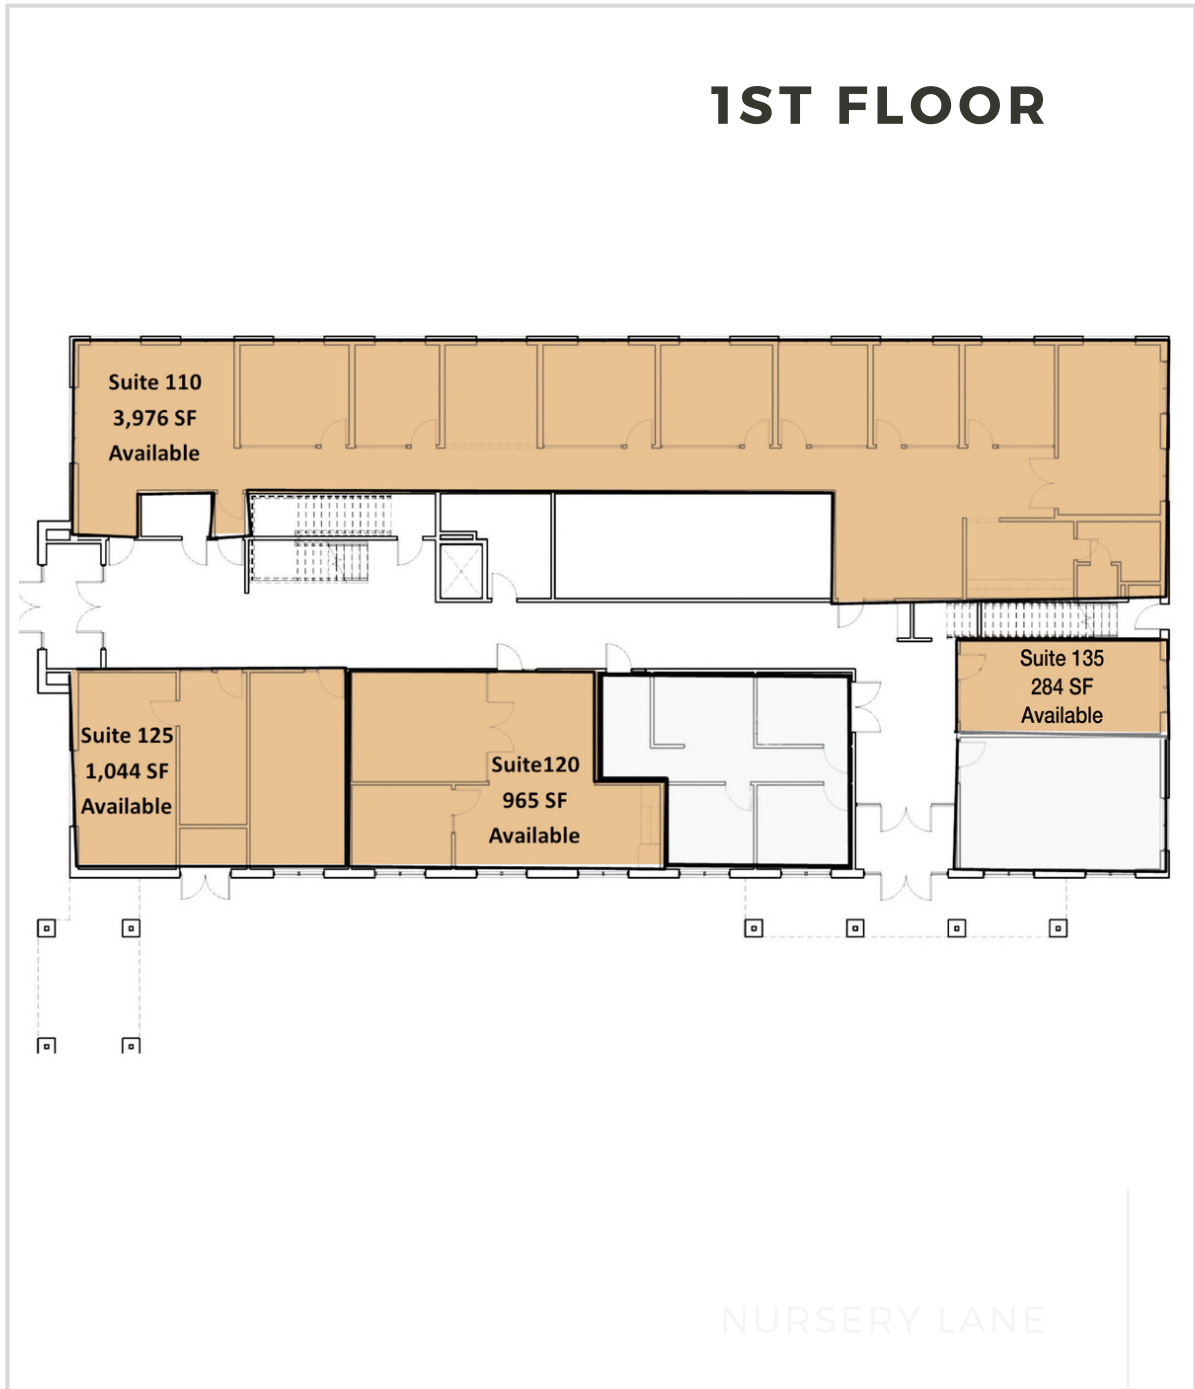 1ST FLOOR
Suite 110
3,976 SF
Available
Suite 135
284 SF
Available
Suite 125
1,044 SF
Available
Suite120
965 SF
Available
NURSERY LANE